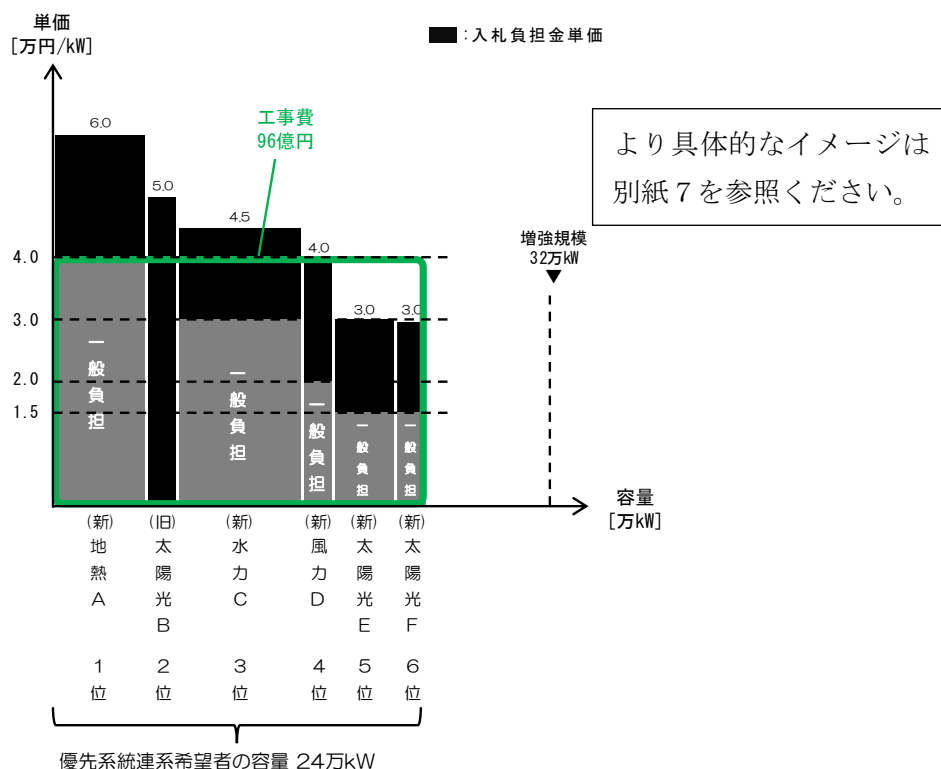 単価
[万円/kW]
■:入札負担金単価
工事費
96億円
より具体的なイメージは
別紙7を参照ください。
増強規模
32万kW
6.0
5.0
4.5
4.0
3.0
3.0
4.0
3.0
2.0
1.5
一般負担
一般負担
一般負担
一般負担
一般負担
容量
[万kW]
(新)地熱A
(旧)太陽光B
(新)水力C
(新)風力D
(新)太陽光E
(新)太陽光F
1位
2位
3位
4位
5位
6位
優先系統連系希望者の容量 24万kW